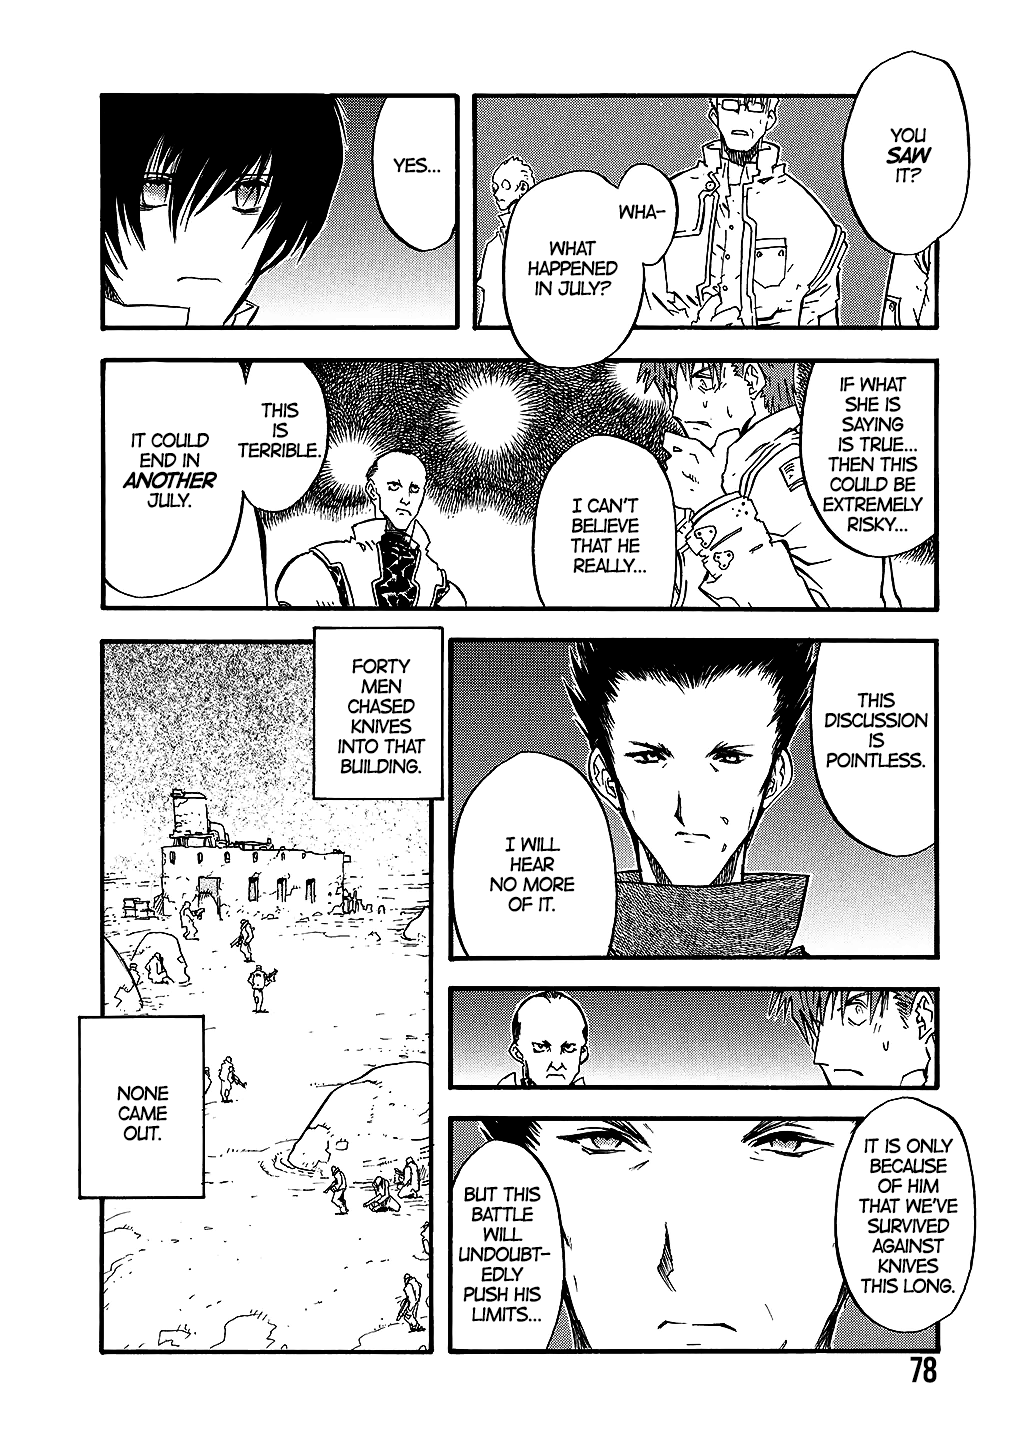 YOU
SAW
IT?
WHA-
WHAT
HAPPENED
IN JULY?
YES...
IF WHAT
SHE IS
SAYING
IS TRUE...
THEN THIS
COULD BE
EXTREMELY
RISKY...
I CAN'T
BELIEVE
THAT HE
REALLY...
THIS
IS
TERRIBLE.
IT COULD
END IN
ANOTHER
JULY.
THIS
DISCUSSION
IS
POINTLESS.
I WILL
HEAR
NO MORE
OF IT.
IT IS ONLY
BECAUSE
OF HIM
THAT WE'VE
SURVIVED
AGAINST
KNIVES
THIS LONG.
BUT THIS
BATTLE
WILL
UNDOUBT-
EDLY
PUSH HIS
LIMITS...
FORTY
MEN
CHASED
KNIVES
INTO THAT
BUILDING.
NONE
CAME
OUT.
78